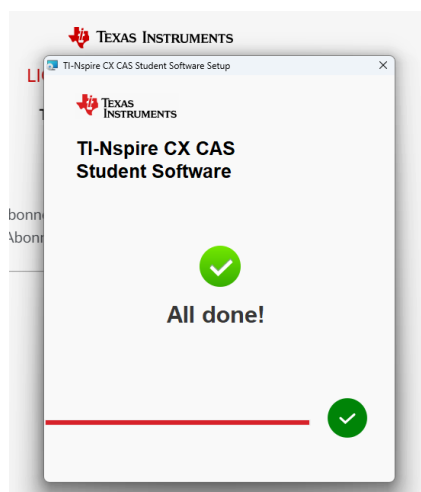 TEXAS INSTRUMENTS
TI-Nspire CX CAS Student Software Setup
TEXAS
INSTRUMENTS
TI-Nspire CX CAS
Student Software
All done!